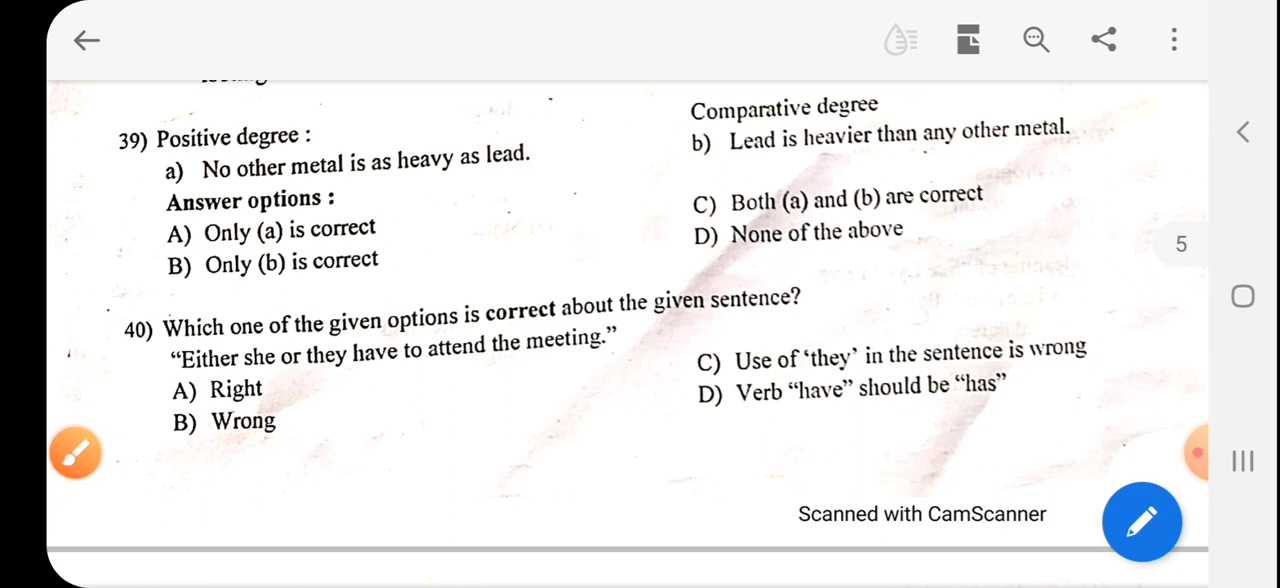 39) Positive degree :
Comparative degree
a) No other metal is as heavy as lead.
b) Lead is heavier than any other metal.
Answer options :
A) Only (a) is correct
C) Both (a) and (b) are correct
B) Only (b) is correct
D) None of the above
5
40) Which one of the given options is correct about the given sentence?
“Either she or they have to attend the meeting.”
A) Right
C) Use of ‘they’ in the sentence is wrong
B) Wrong
D) Verb “have” should be “has”
Scanned with CamScanner